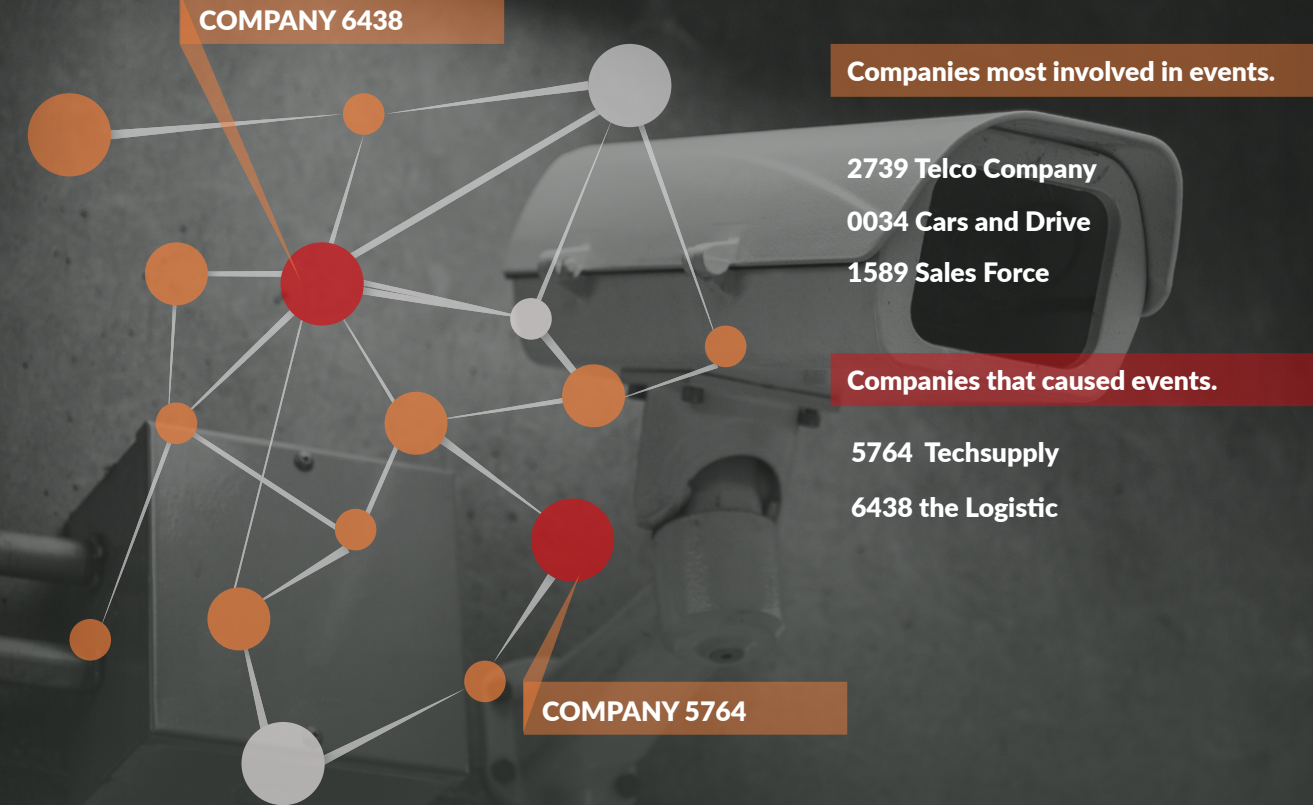 COMPANY 6438
Companies most involved in events.
2739 Telco Company
0034 Cars and Drive
1589 Sales Force
Companies that caused events.
5764  Techsupply
6438 the Logistic
COMPANY 5764